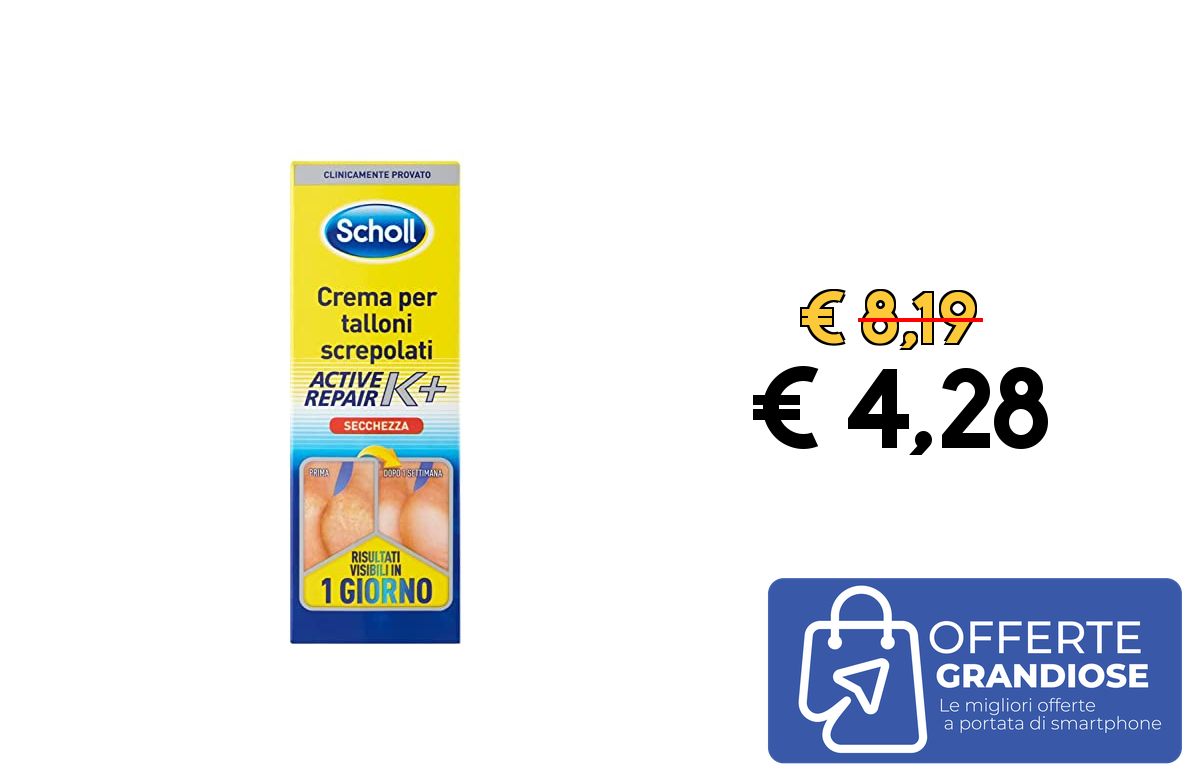 CLINICAMENTE PROVATO
Scholl
Crema per
talloni
screpolati
ACTIVE
REPAIR K+
SECCHEZZA
PRIMA
DOPO 1 SETTIMANA
RISULTATI
VISIBILI IN
1 GIORNO
€ 8,19
€ 4,28
OFFERTE
GRANDIOSE
Le migliori offerte
a portata di smartphone